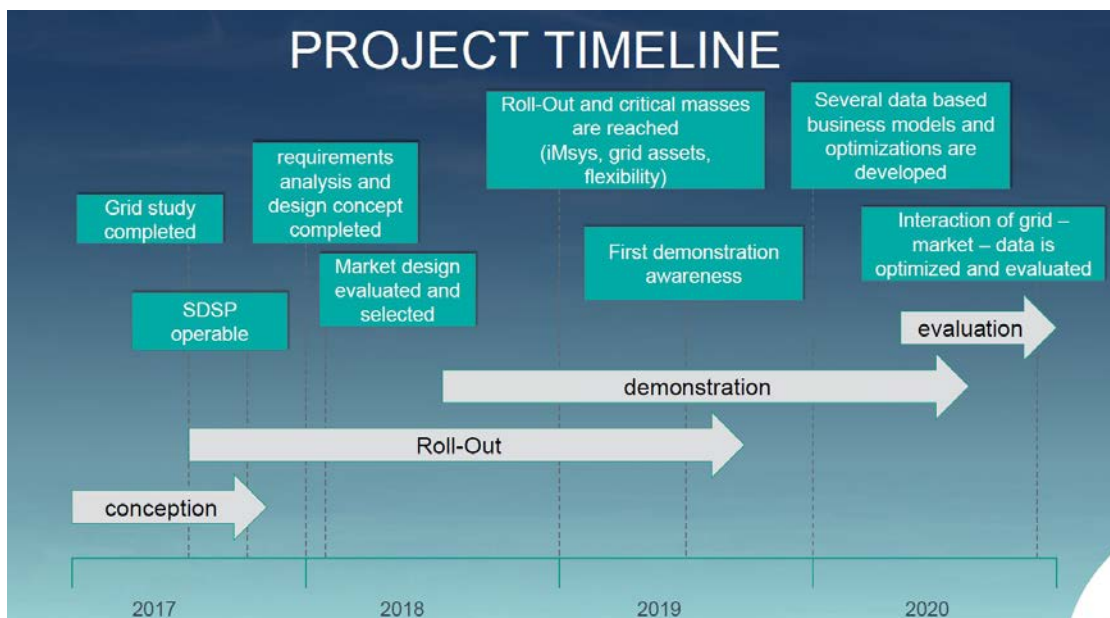 PROJECT TIMELINE
Grid study
completed
SDSP
operable
requirements
analysis and
design concept
completed
Market design
evaluated and
selected
Roll-Out and critical masses
are reached
(iMsys, grid assets,
flexibility)
First demonstration
awareness
Several data based
business models and
optimizations are
developed
Interaction of grid –
market – data is
optimized and evaluated
evaluation
demonstration
Roll-Out
conception
2017
2018
2019
2020